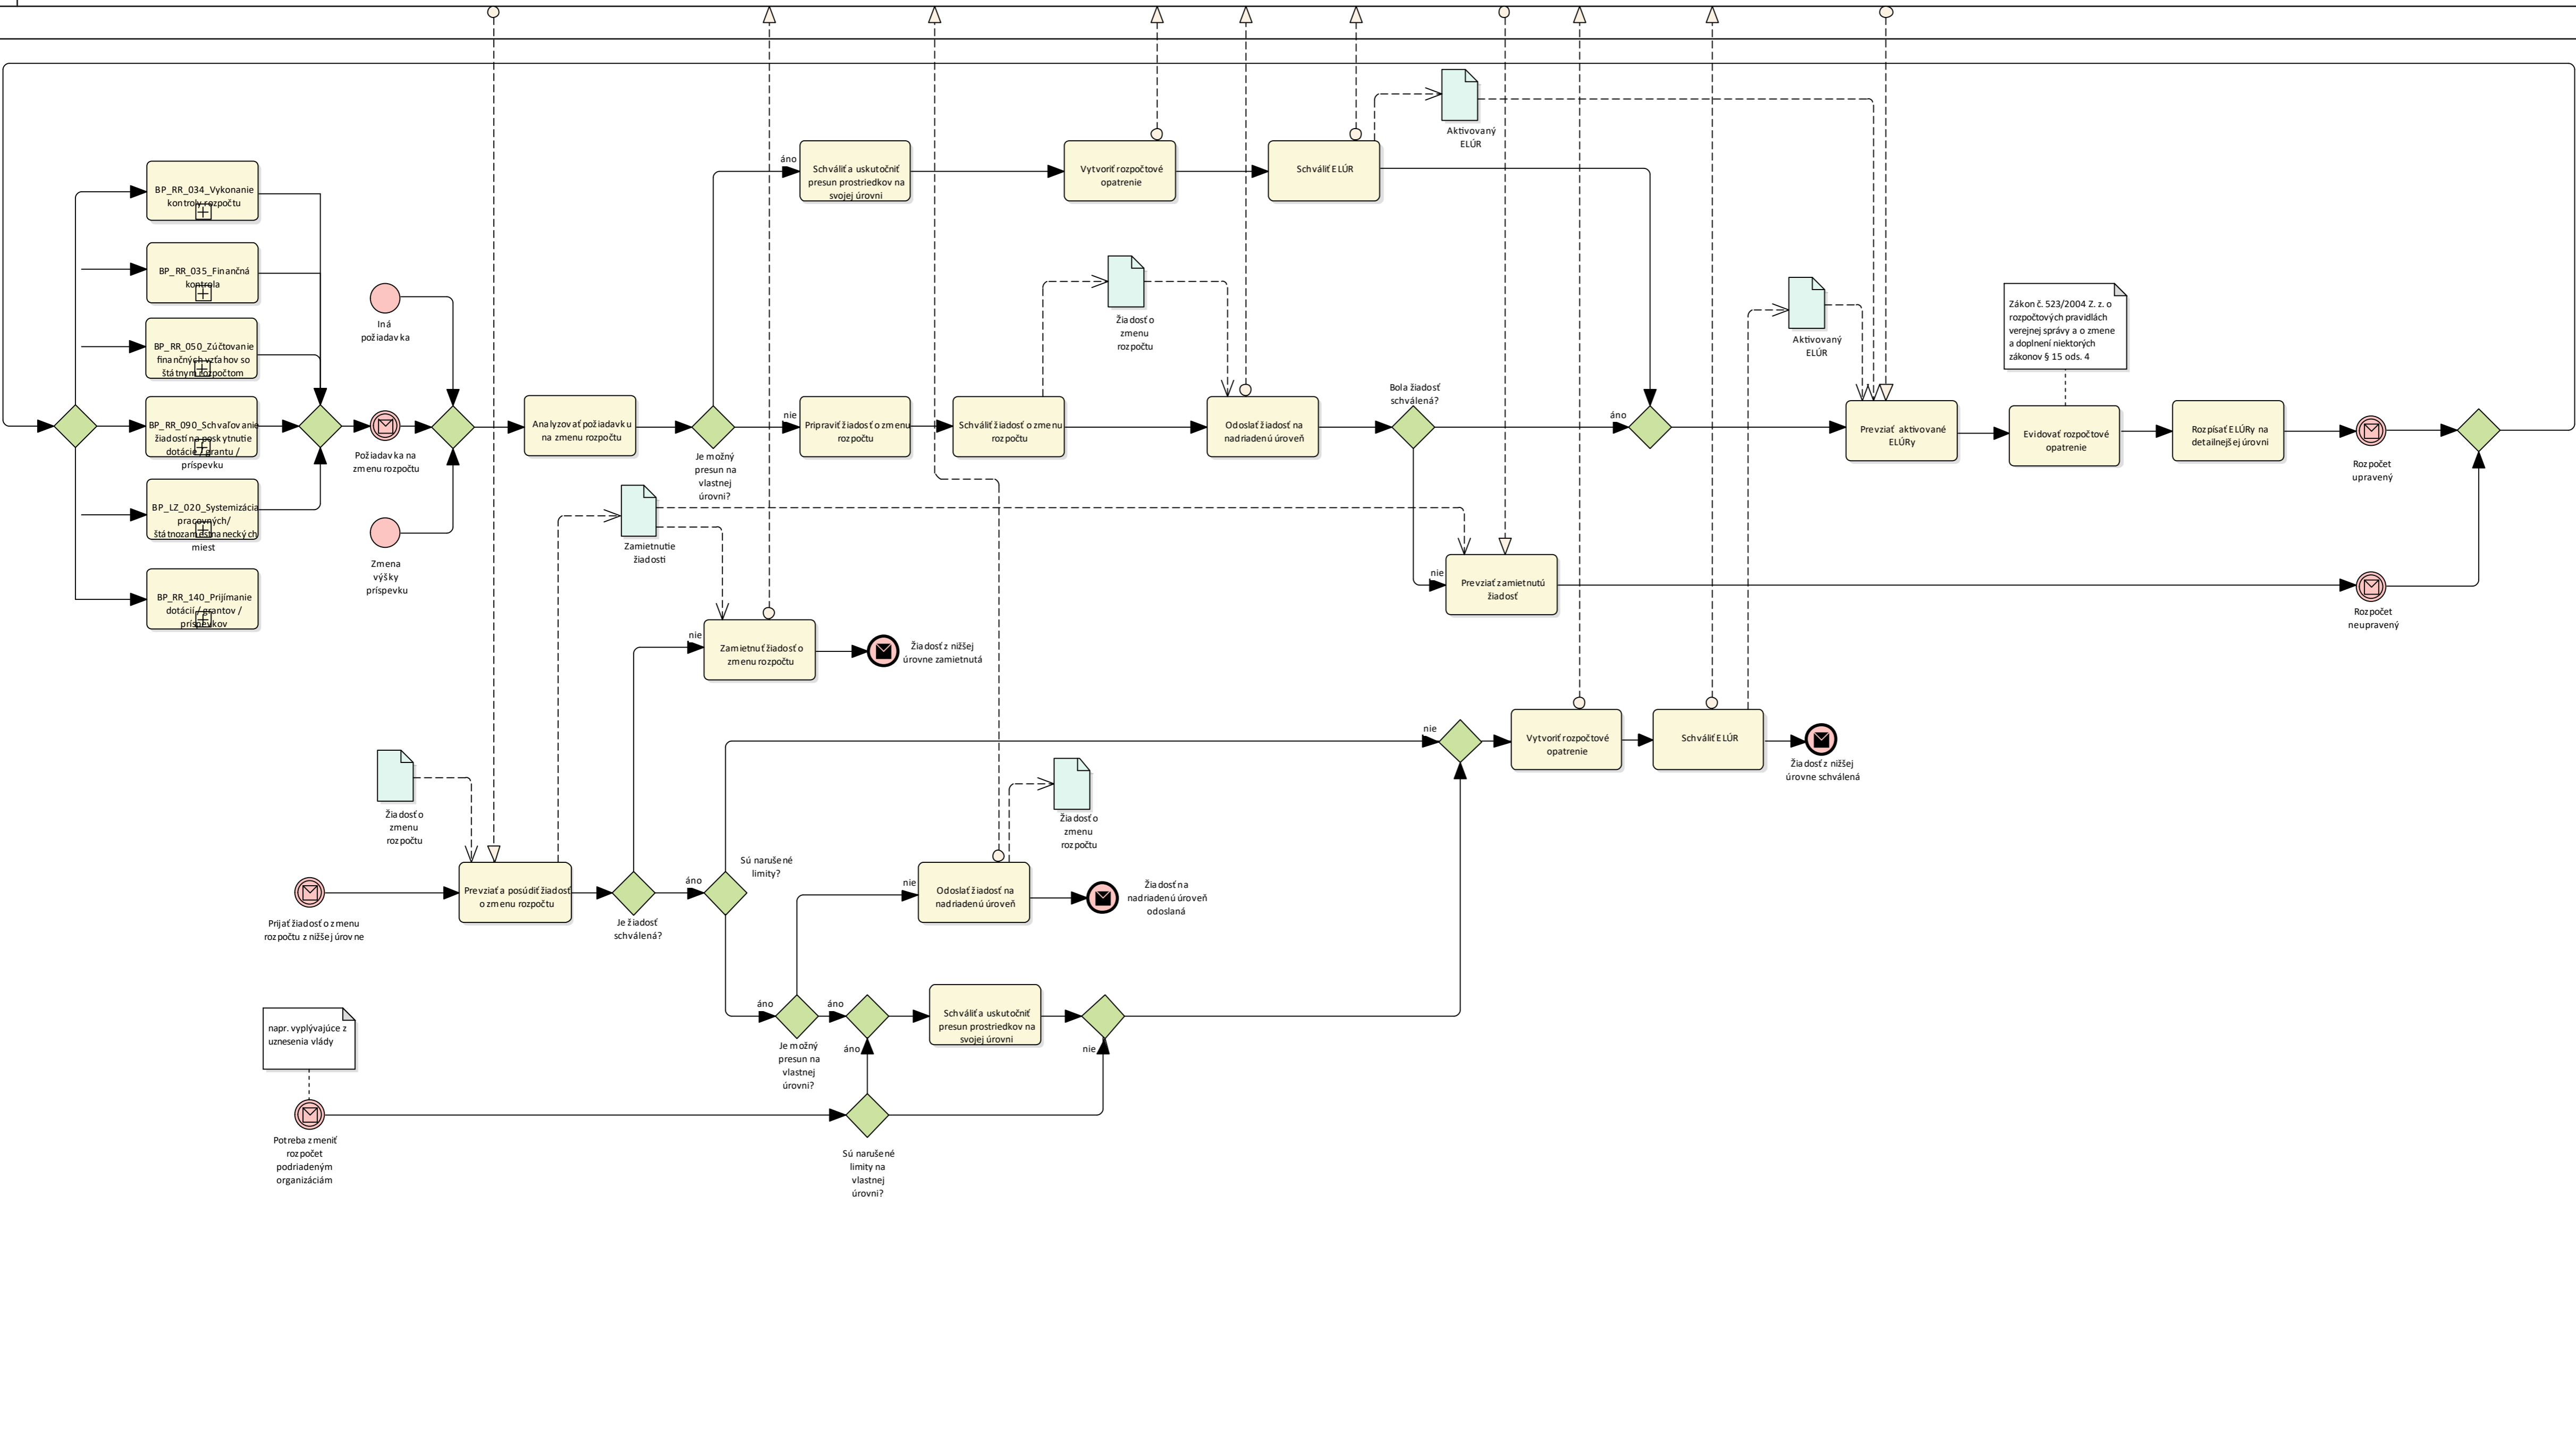 Aktivovaný
ELÚR
áno
Schváliť a uskutočniť
presun prostriedkov na
svojej úrovni
Vytvoriť rozpočtové
opatrenie
Schváliť ELÚR
BP_RR_034_Vykonanie
kontroly rozpočtu
BP_RR_035_Finančná
kontrola
Iná
požiadavka
Žiadosť o
zmenu
rozpočtu
Aktivovaný
ELÚR
Zákon č. 523/2004 Z. z. o
rozpočtových pravidlách
verejnej správy a o zmene
a doplnení niektorých
zákonov § 15 ods. 4
BP_RR_050_Zúčtovanie
finančných vzťahov so
štátnym rozpočtom
BP_RR_090_Schvaľovanie
žiadostí na poskytnutie
dotácie / grantu /
príspevku
Požiadavka na
zmenu rozpočtu
Analyzovať požiadavku
na zmenu rozpočtu
Je možný
presun na
vlastnej
úrovni?
nie
Pripraviť žiadosť o zmenu
rozpočtu
Schváliť žiadosť o zmenu
rozpočtu
Odoslať žiadosť na
nadriadenú úroveň
Bola žiadosť
schválená?
áno
Prevziať aktivované
ELÚRy
Evidovať rozpočtové
opatrenie
Rozpísať ELÚRy na
detailnejšej úrovni
Rozpočet
upravený
BP_LZ_020_Systemizácia
pracovných/
štátnozamestnaneckých
miest
Zmena
výšky
príspevku
Zamietnutie
žiadosti
nie
Prevziať zamietnutú
žiadosť
Rozpočet
neupravený
BP_RR_140_Prijímanie
dotácií / grantov /
príspevkov
nie
Zamietnuť žiadosť o
zmenu rozpočtu
Žiadosť z nižšej
úrovne zamietnutá
nie
Vytvoriť rozpočtové
opatrenie
Schváliť ELÚR
Žiadosť z nižšej
úrovne schválená
Žiadosť o
zmenu
rozpočtu
Žiadosť o
zmenu
rozpočtu
Prijať žiadosť o zmenu
rozpočtu z nižšej úrovne
Prevziať a posúdiť žiadosť
o zmenu rozpočtu
Je žiadosť
schválená?
áno
Sú narušené
limity?
nie
Odoslať žiadosť na
nadriadenú úroveň
Žiadosť na
nadriadenú úroveň
odoslaná
áno
Je možný
presun na
vlastnej
úrovni?
áno
Schváliť a uskutočniť
presun prostriedkov na
svojej úrovni
áno
nie
napr. vyplývajúce z
uznesenia vlády
Potreba zmeniť
rozpočet
podriadeným
organizáciám
Sú narušené
limity na
vlastnej
úrovni?